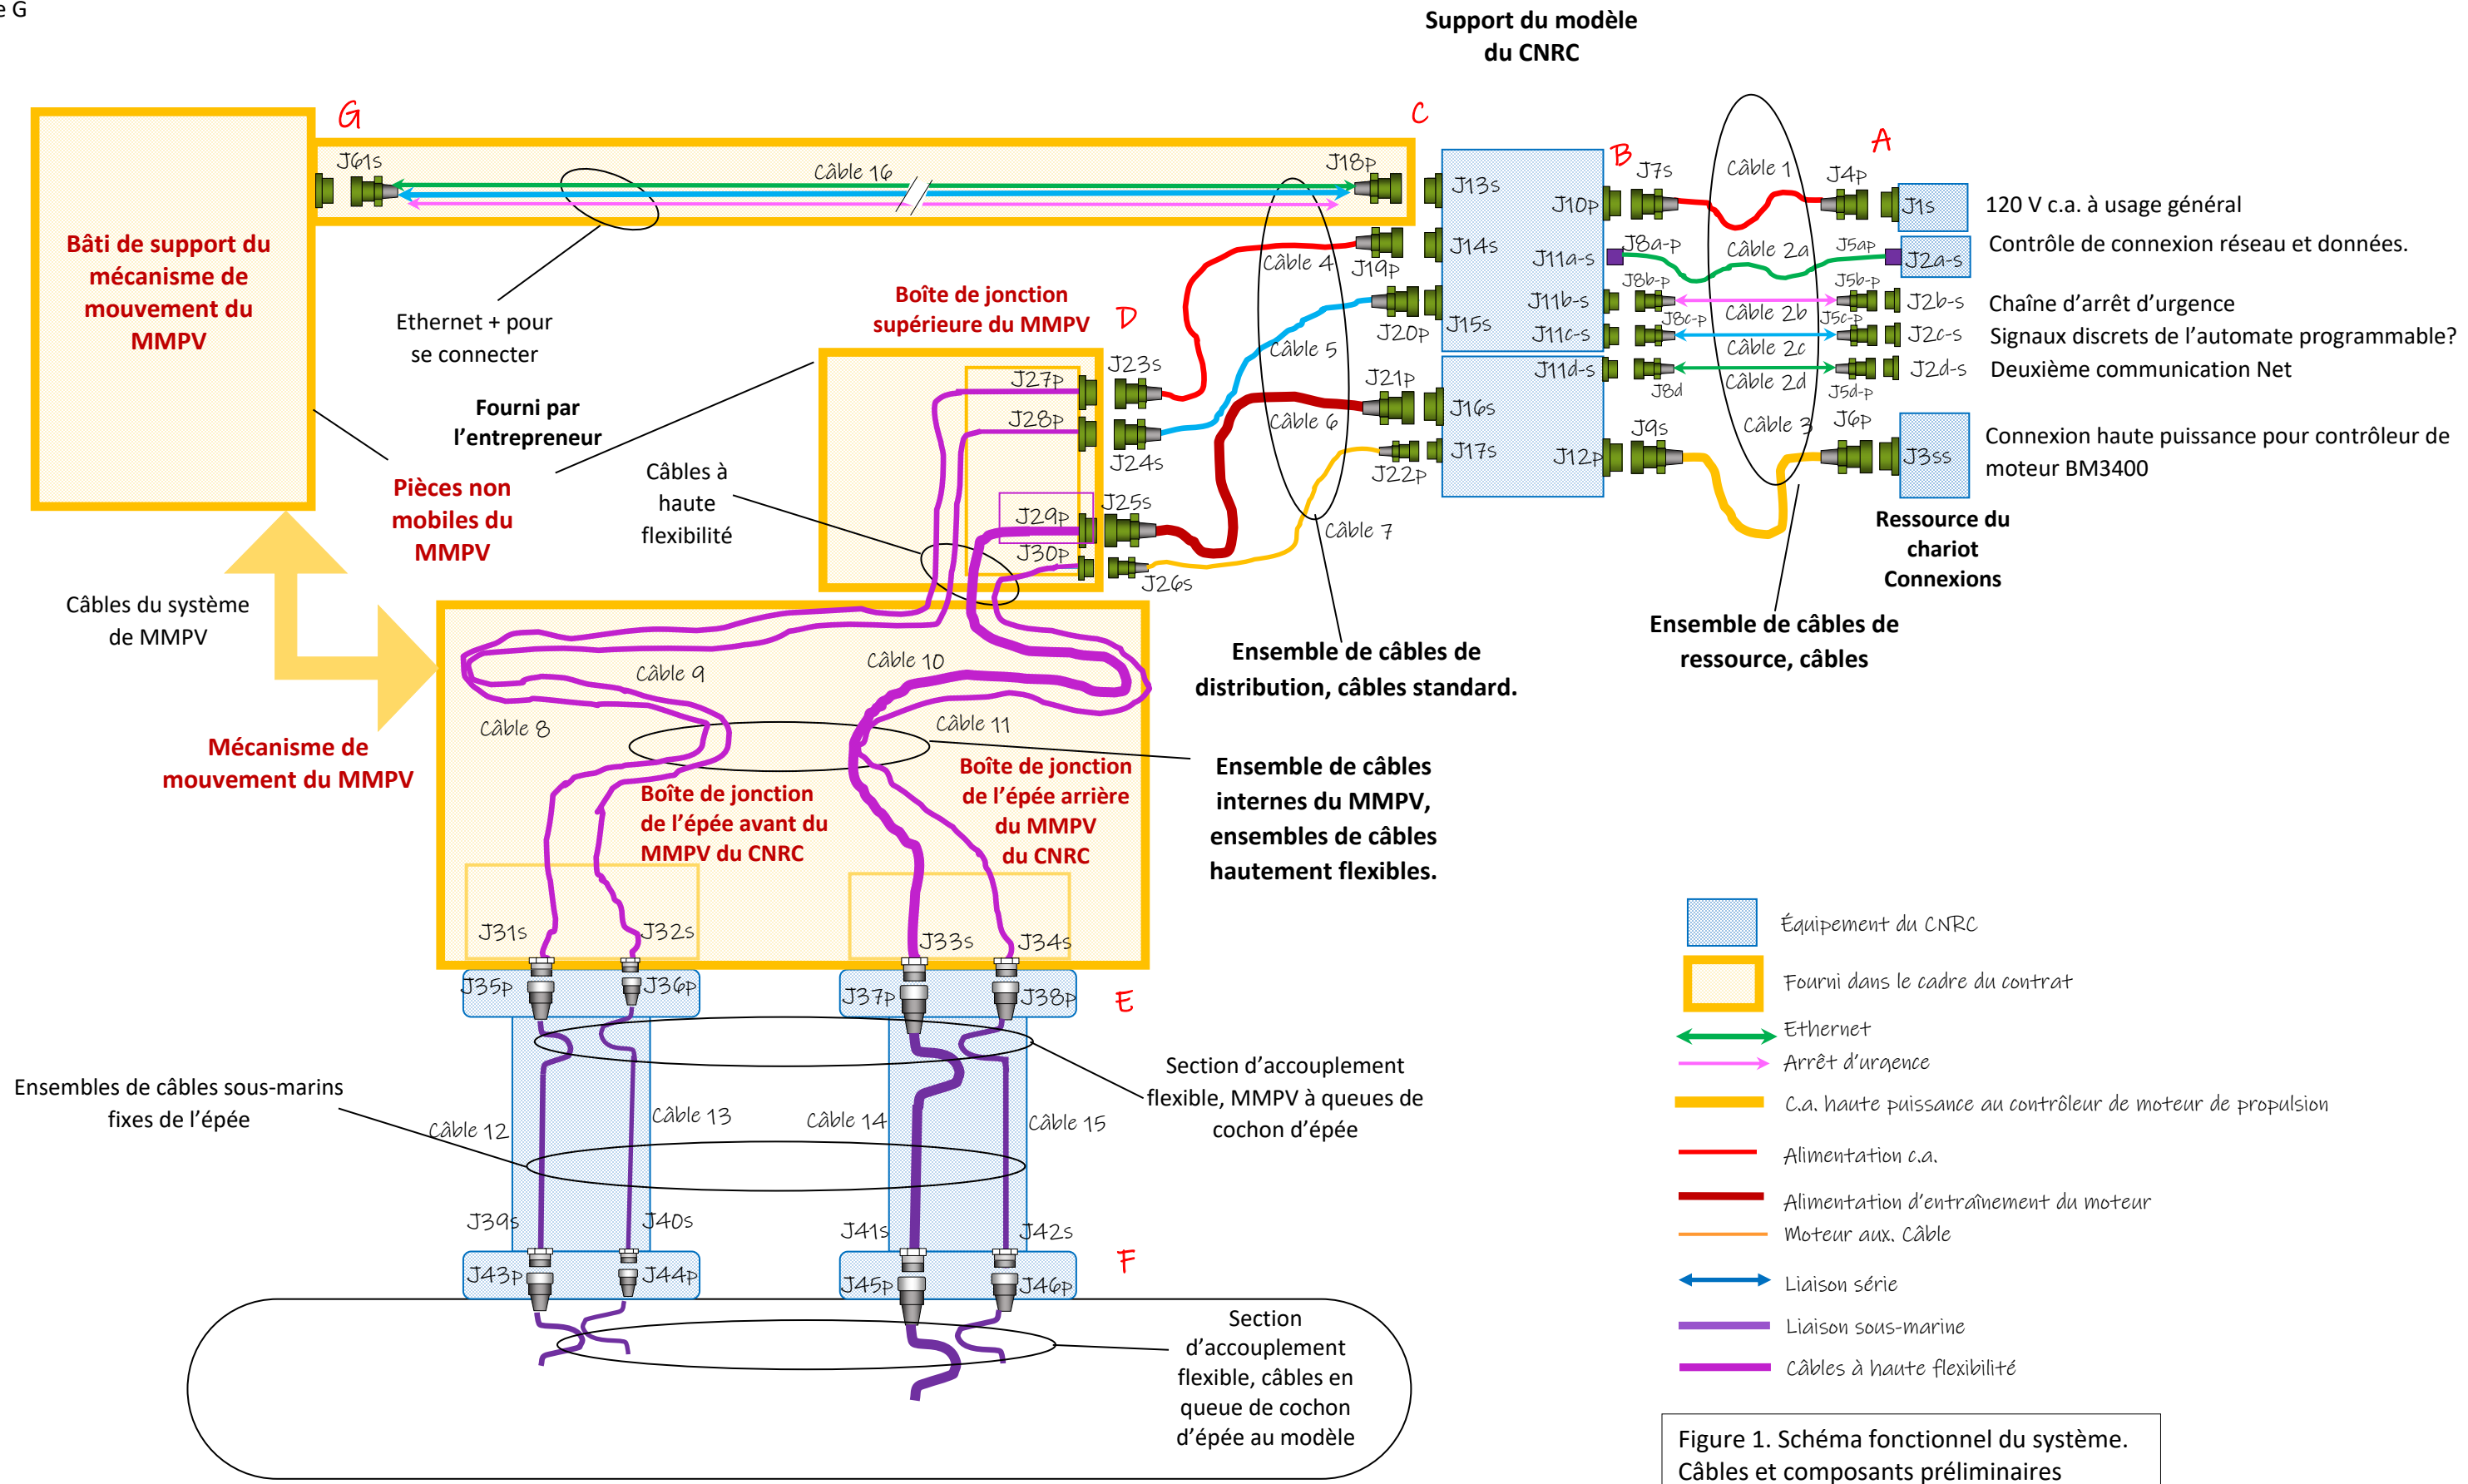 e G
Support du modèle
du CNRC
G
C
B
A
J61s
Câble 16
J18p
J13s
J10p
J7s
Câble 1
J4p
J1s
120 V c.a. à usage général
Bâti de support du
mécanisme de
mouvement du
MMPV
Câble 4
J19p
J14s
J11a-s
J8a-p
Câble 2a
J5ap
J2a-s
Contrôle de connexion réseau et données.
Ethernet + pour
se connecter
Boîte de jonction
supérieure du MMPV
D
Câble 5
J20p
J15s
J11b-s
J8b-p
Câble 2b
J5b-p
J2b-s
Chaîne d’arrêt d’urgence
J11c-s
J8c-p
Câble 2c
J5c-p
J2c-s
Signaux discrets de l’automate programmable?
J11d-s
J8d
Câble 2d
J5d-p
J2d-s
Deuxième communication Net
J27p
J23s
J28p
J24s
Câble 6
J21p
J16s
Fourni par
l’entrepreneur
Câble 7
J22p
J17s
J12p
J9s
Câble 3
J6p
J3ss
Connexion haute puissance pour contrôleur de
moteur BM3400
Câbles à
haute
flexibilité
Pièces non
mobiles du
MMPV
J29p
J25s
J30p
J26s
Ressource du
chariot
Connexions
Câbles du système
de MMPV
Ensemble de câbles de
distribution, câbles standard.
Ensemble de câbles de
ressource, câbles
Câble 9
Câble 10
Câble 8
Câble 11
Mécanisme de
mouvement du MMPV
Boîte de jonction
de l’épée avant du
MMPV du CNRC
Boîte de jonction
de l’épée arrière
du MMPV
du CNRC
Ensemble de câbles
internes du MMPV,
ensembles de câbles
hautement flexibles.
J31s
J32s
J33s
J34s
J35p
J36p
J37p
J38p
E
Section d’accouplement
flexible, MMPV à queues de
cochon d’épée
Ensembles de câbles sous-marins
fixes de l’épée
Câble 12
Câble 13
Câble 14
Câble 15
J39s
J40s
J41s
J42s
F
J43p
J44p
J45p
J46p
Section
d’accouplement
flexible, câbles en
queue de cochon
d’épée au modèle
Équipement du CNRC
Fourni dans le cadre du contrat
Ethernet
Arrêt d’urgence
C.a. haute puissance au contrôleur de moteur de propulsion
Alimentation c.a.
Alimentation d’entraînement du moteur
Moteur aux. Câble
Liaison série
Liaison sous-marine
Câbles à haute flexibilité
Figure 1. Schéma fonctionnel du système.
Câbles et composants préliminaires